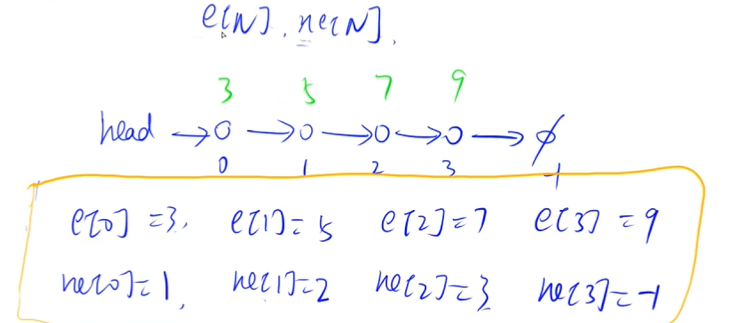 e[N], ne[N],
3 5 7 9
head → o → o → o → o → ∅
0 1 2 3 -1
e[0] = 3, e[1] = 5 e[2] = 7 e[3] = 9
ne[0] = 1, ne[1] = 2 ne[2] = 3 ne[3] = -1